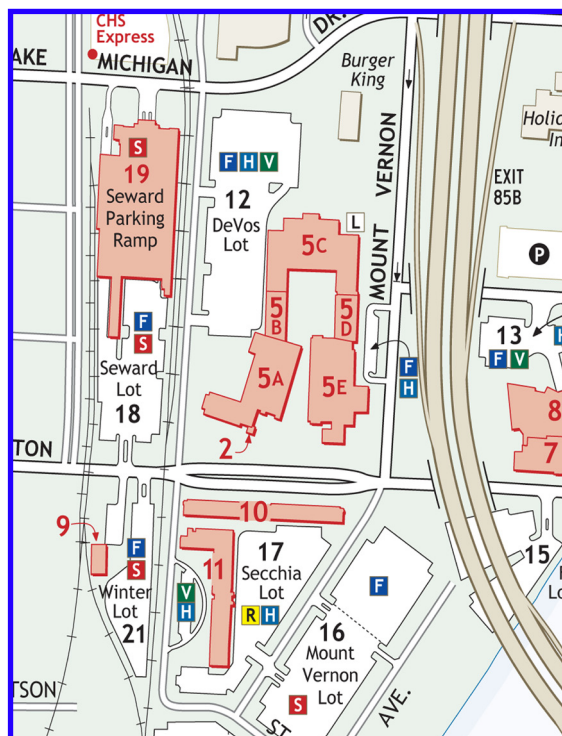 CHS
Express
AKE
MICHIGAN
DR.
Burger
King
MOUNT VERNON
Holid
In
EXIT
85B
P
S
19
Seward
Parking
Ramp
F H V
12
DeVos
Lot
L
5C
5
B
5
D
5A
5E
2
F
S
Seward
Lot
18
F
H
13
F V
H
8
7
TON
9
10
11
F
S
Winter
Lot
21
V
H
17
Secchia
Lot
R H
F
16
Mount
Vernon
Lot
S
15
Lo
TSON
ST
AVE.